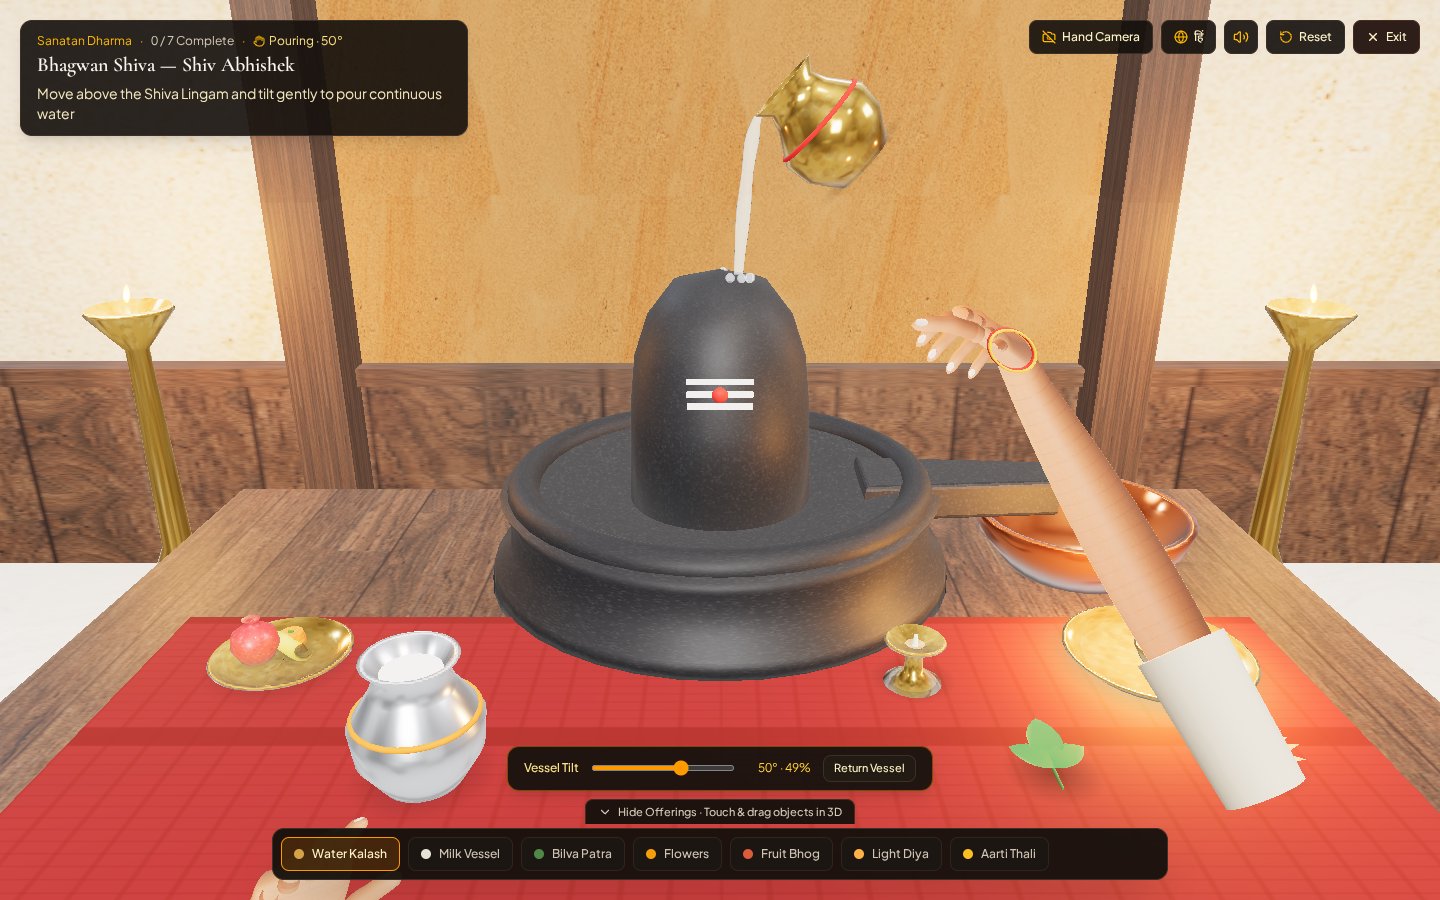 Sanatan Dharma · 0 / 7 Complete · Pouring · 50°
Bhagwan Shiva — Shiv Abhishek
Move above the Shiva Lingam and tilt gently to pour continuous
water
Hand Camera
हिं
Reset
Exit
Vessel Tilt 50° · 49% Return Vessel
Hide Offerings · Touch & drag objects in 3D
Water Kalash
Milk Vessel
Bilva Patra
Flowers
Fruit Bhog
Light Diya
Aarti Thali